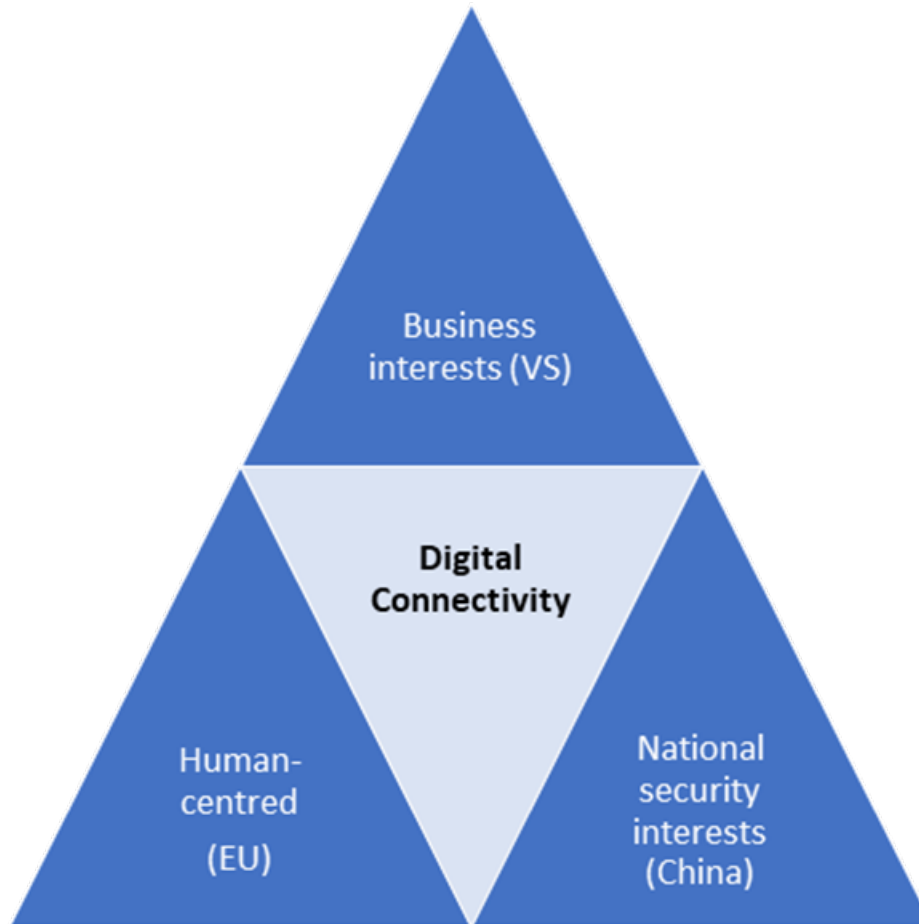 Business
interests (VS)
Digital
Connectivity
Human-
centred
(EU)
National
security
interests
(China)